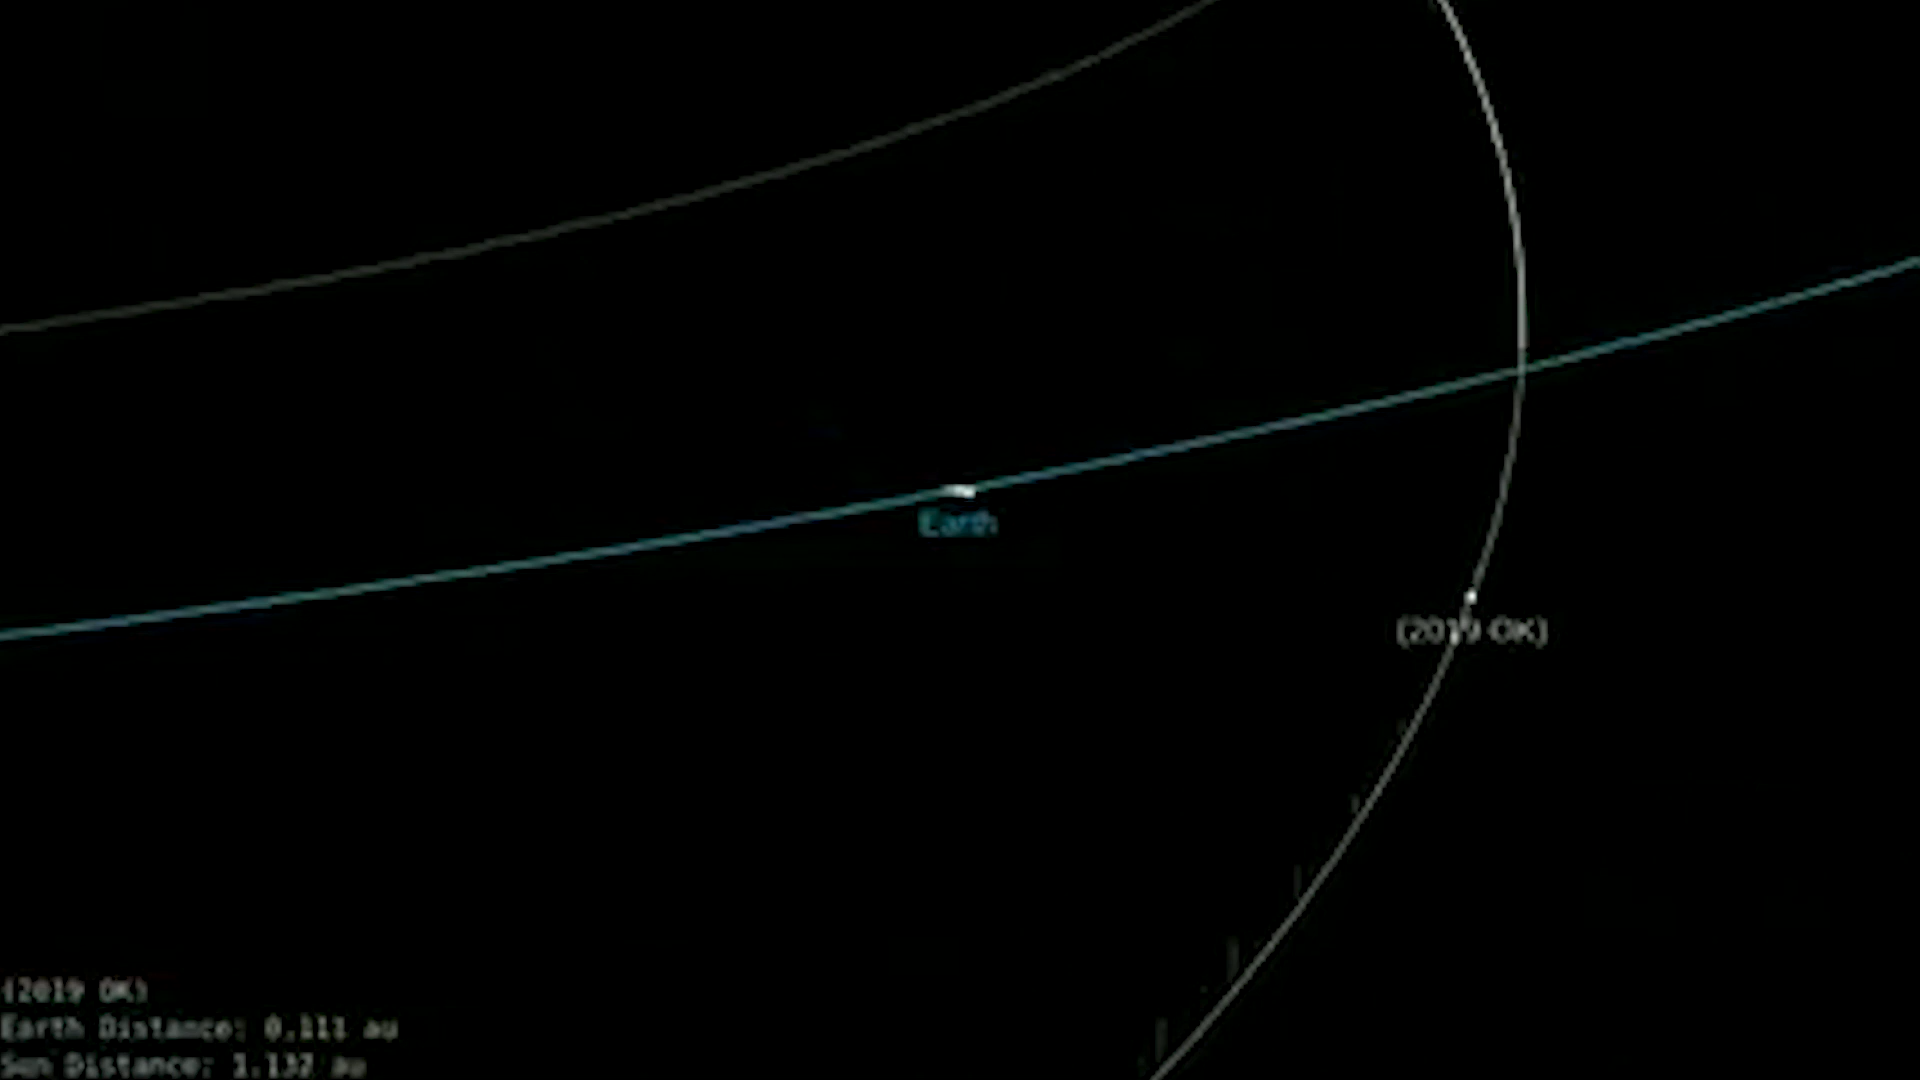 Earth
(2019 OK)
(2019 OK)
Earth Distance: 0.111 au
Sun Distance: 1.132 au